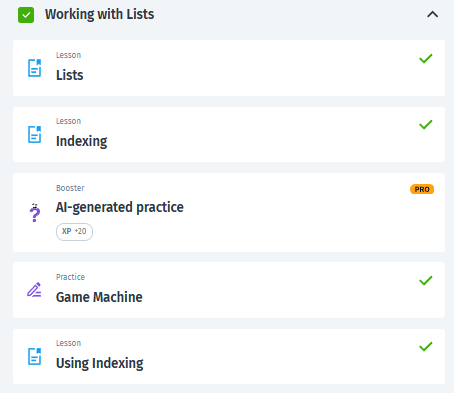 Working with Lists
Lesson
Lists
Lesson
Indexing
Booster
PRO
AI-generated practice
XP +20
Practice
Game Machine
Lesson
Using Indexing